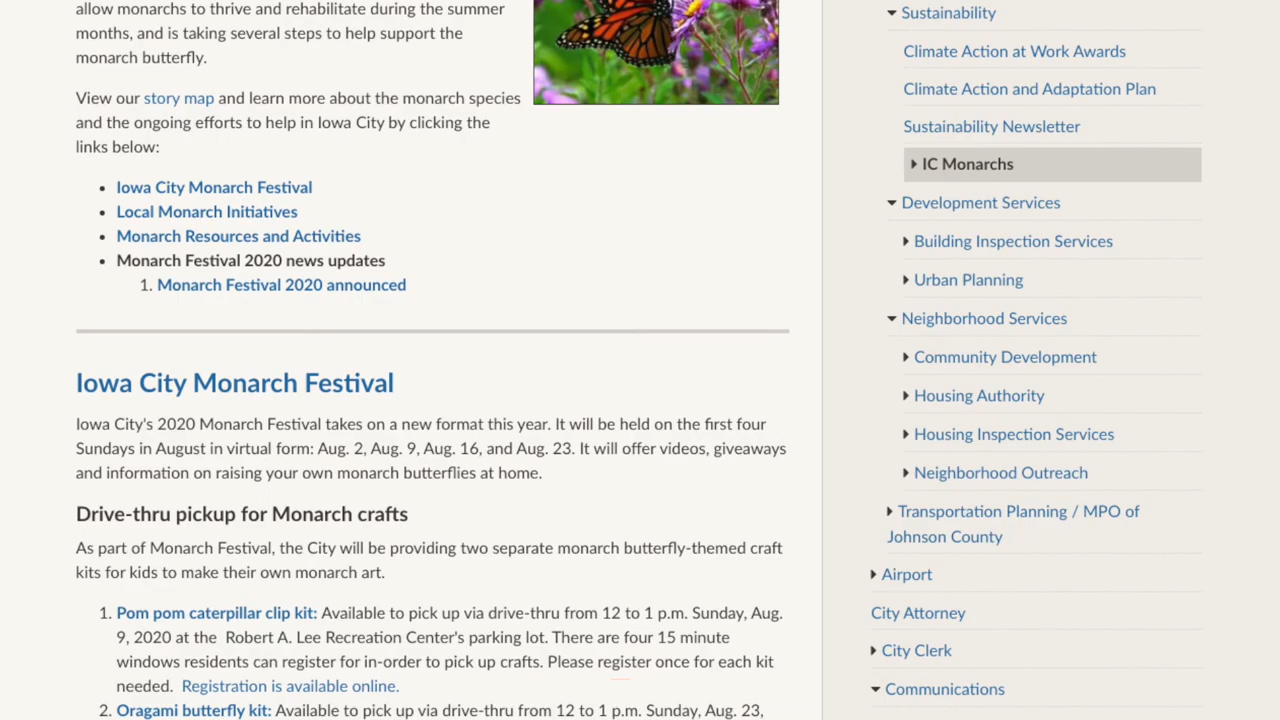 allow monarchs to thrive and rehabilitate during the summer
months, and is taking several steps to help support the
monarch butterfly.
View our story map and learn more about the monarch species
and the ongoing efforts to help in Iowa City by clicking the
links below:
• Iowa City Monarch Festival
• Local Monarch Initiatives
• Monarch Resources and Activities
• Monarch Festival 2020 news updates
1. Monarch Festival 2020 announced
Iowa City Monarch Festival
Iowa City's 2020 Monarch Festival takes on a new format this year. It will be held on the first four
Sundays in August in virtual form: Aug. 2, Aug. 9, Aug. 16, and Aug. 23. It will offer videos, giveaways
and information on raising your own monarch butterflies at home.
Drive-thru pickup for Monarch crafts
As part of Monarch Festival, the City will be providing two separate monarch butterfly-themed craft
kits for kids to make their own monarch art.
1. Pom pom caterpillar clip kit: Available to pick up via drive-thru from 12 to 1 p.m. Sunday, Aug.
9, 2020 at the Robert A. Lee Recreation Center's parking lot. There are four 15 minute
windows residents can register for in-order to pick up crafts. Please register once for each kit
needed. Registration is available online.
2. Oragami butterfly kit: Available to pick up via drive-thru from 12 to 1 p.m. Sunday, Aug. 23,
Sustainability
Climate Action at Work Awards
Climate Action and Adaptation Plan
Sustainability Newsletter
IC Monarchs
Development Services
Building Inspection Services
Urban Planning
Neighborhood Services
Community Development
Housing Authority
Housing Inspection Services
Neighborhood Outreach
Transportation Planning / MPO of
Johnson County
Airport
City Attorney
City Clerk
Communications